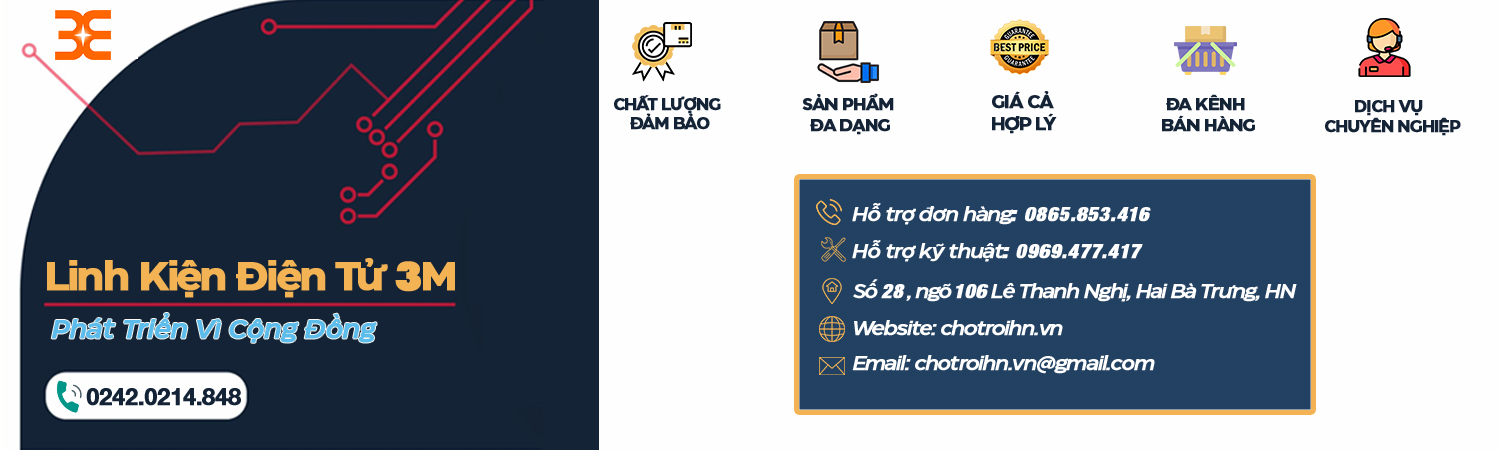 Linh Kiện Điện Tử 3M
Phát Triển Vì Cộng Đồng
0242.0214.848
CHẤT LƯỢNG
ĐẢM BẢO
SẢN PHẨM
ĐA DẠNG
GUARANTEE
BEST PRICE
GUARANTEE
GIÁ CẢ
HỢP LÝ
ĐA KÊNH
BÁN HÀNG
DỊCH VỤ
CHUYÊN NGHIỆP
Hỗ trợ đơn hàng: 0865.853.416
Hỗ trợ kỹ thuật: 0969.477.417
Số 28 , ngõ 106 Lê Thanh Nghị, Hai Bà Trưng, HN
Website: chotroihn.vn
Email: chotroihn.vn@gmail.com